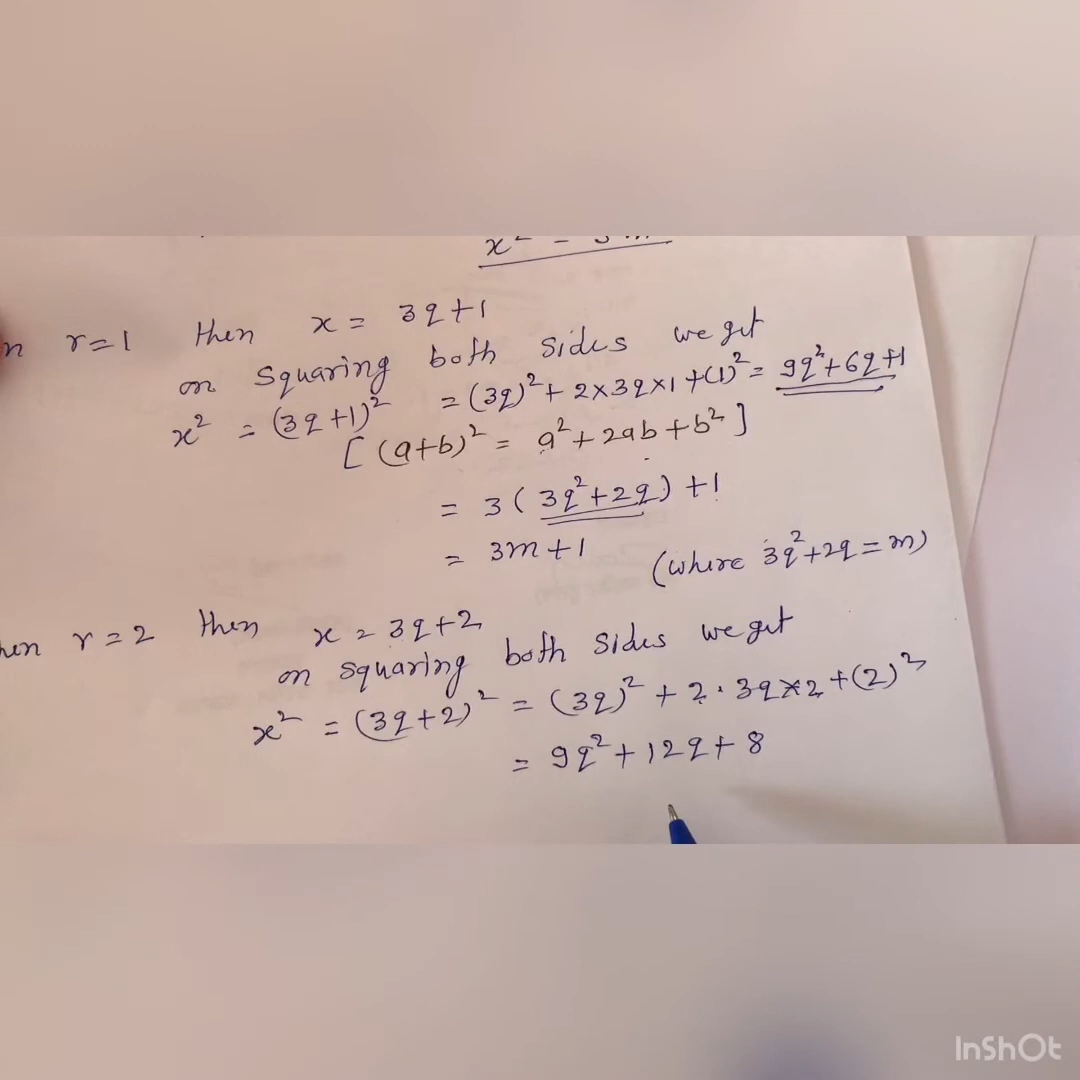 x² = 3m
r=1 then x = 3q+1
on squaring both sides we get
x² = (3q+1)² = (3q)² + 2×3q×1 + (1)² = 9q²+6q+1
[(a+b)² = a² + 2ab + b²]
= 3(3q²+2q) + 1
= 3m+1 (where 3q²+2q = m)
r=2 then x = 3q+2
on squaring both sides we get
x² = (3q+2)² = (3q)² + 2·3q×2 + (2)²
= 9q² + 12q + 8
InShOt